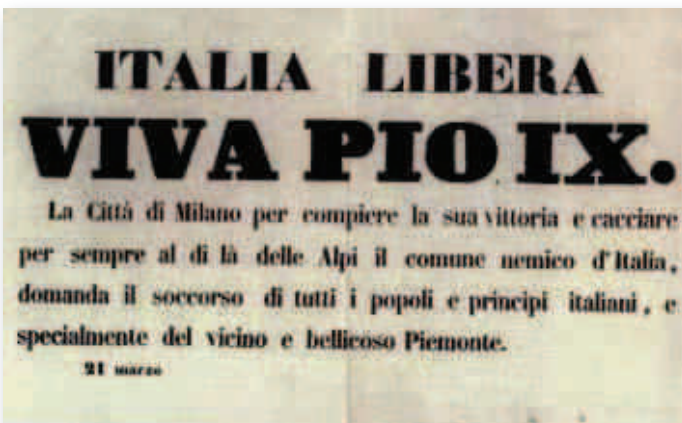 ITALIA LIBERA
VIVA PIO IX.
La Città di Milano per compiere la sua vittoria e cacciare
per sempre al di là delle Alpi il comune nemico d'Italia,
domanda il soccorso di tutti i popoli e principi italiani, e
specialmente del vicino e bellicoso Piemonte.
21 marzo